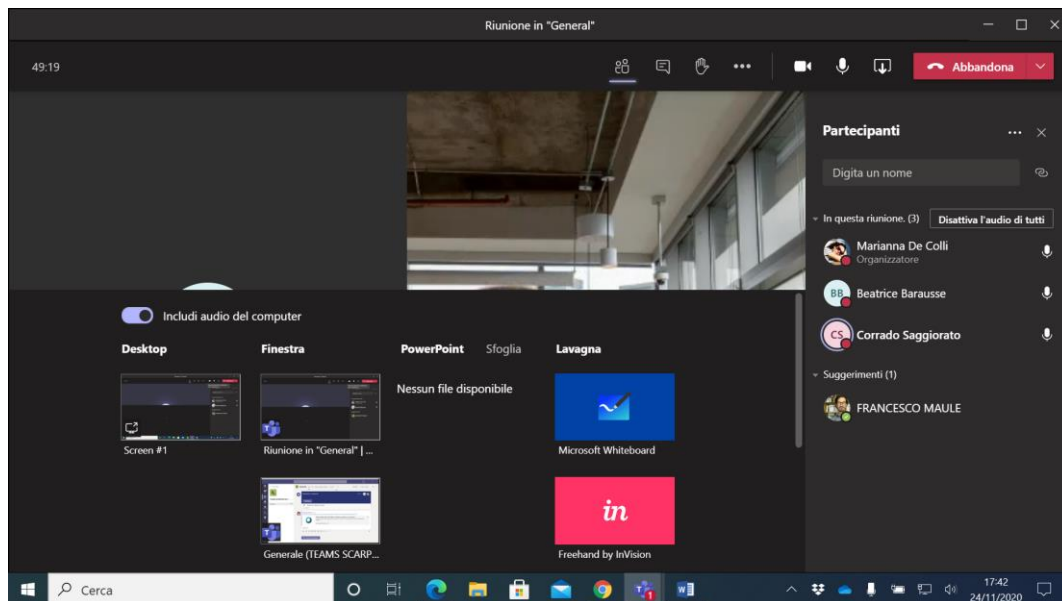 Riunione in "General"
49:19
Abbandona
Partecipanti
Digita un nome
In questa riunione. (3)
Disattiva l'audio di tutti
Marianna De Colli
Organizzatore
BB
Beatrice Barausse
CS
Corrado Saggiorato
Suggerimenti (1)
FRANCESCO MAULE
Includi audio del computer
Desktop
Finestra
PowerPoint
Sfoglia
Lavagna
Nessun file disponibile
Screen #1
Riunione in "General" | ...
Microsoft Whiteboard
in
Generale (TEAMS SCARP...
Freehand by InVision
Cerca
17:42
24/11/2020